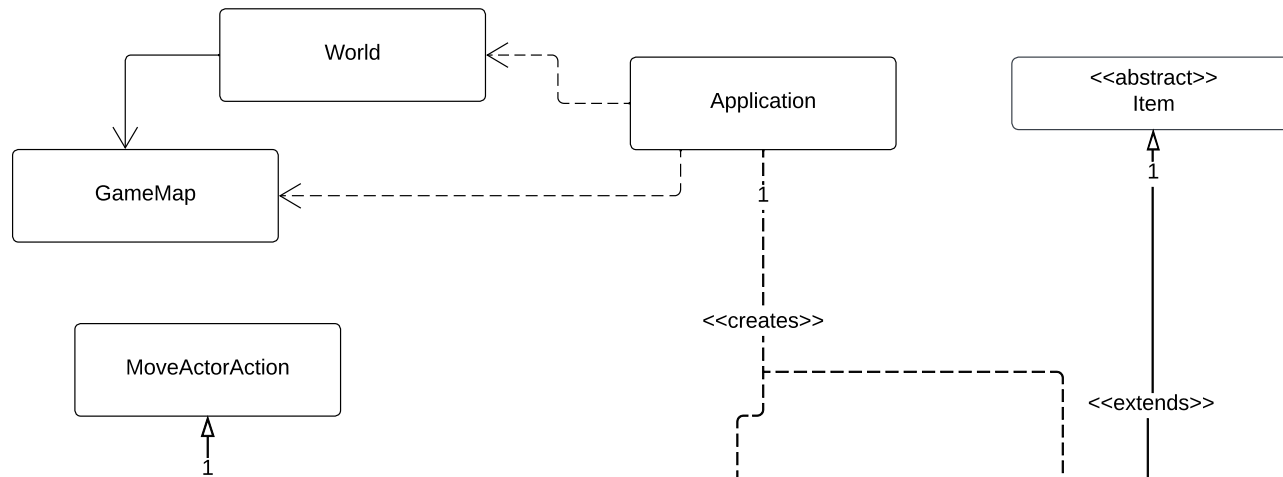 World
Application
<<abstract>>
Item
1
GameMap
1
<<creates>>
MoveActorAction
<<extends>>
1